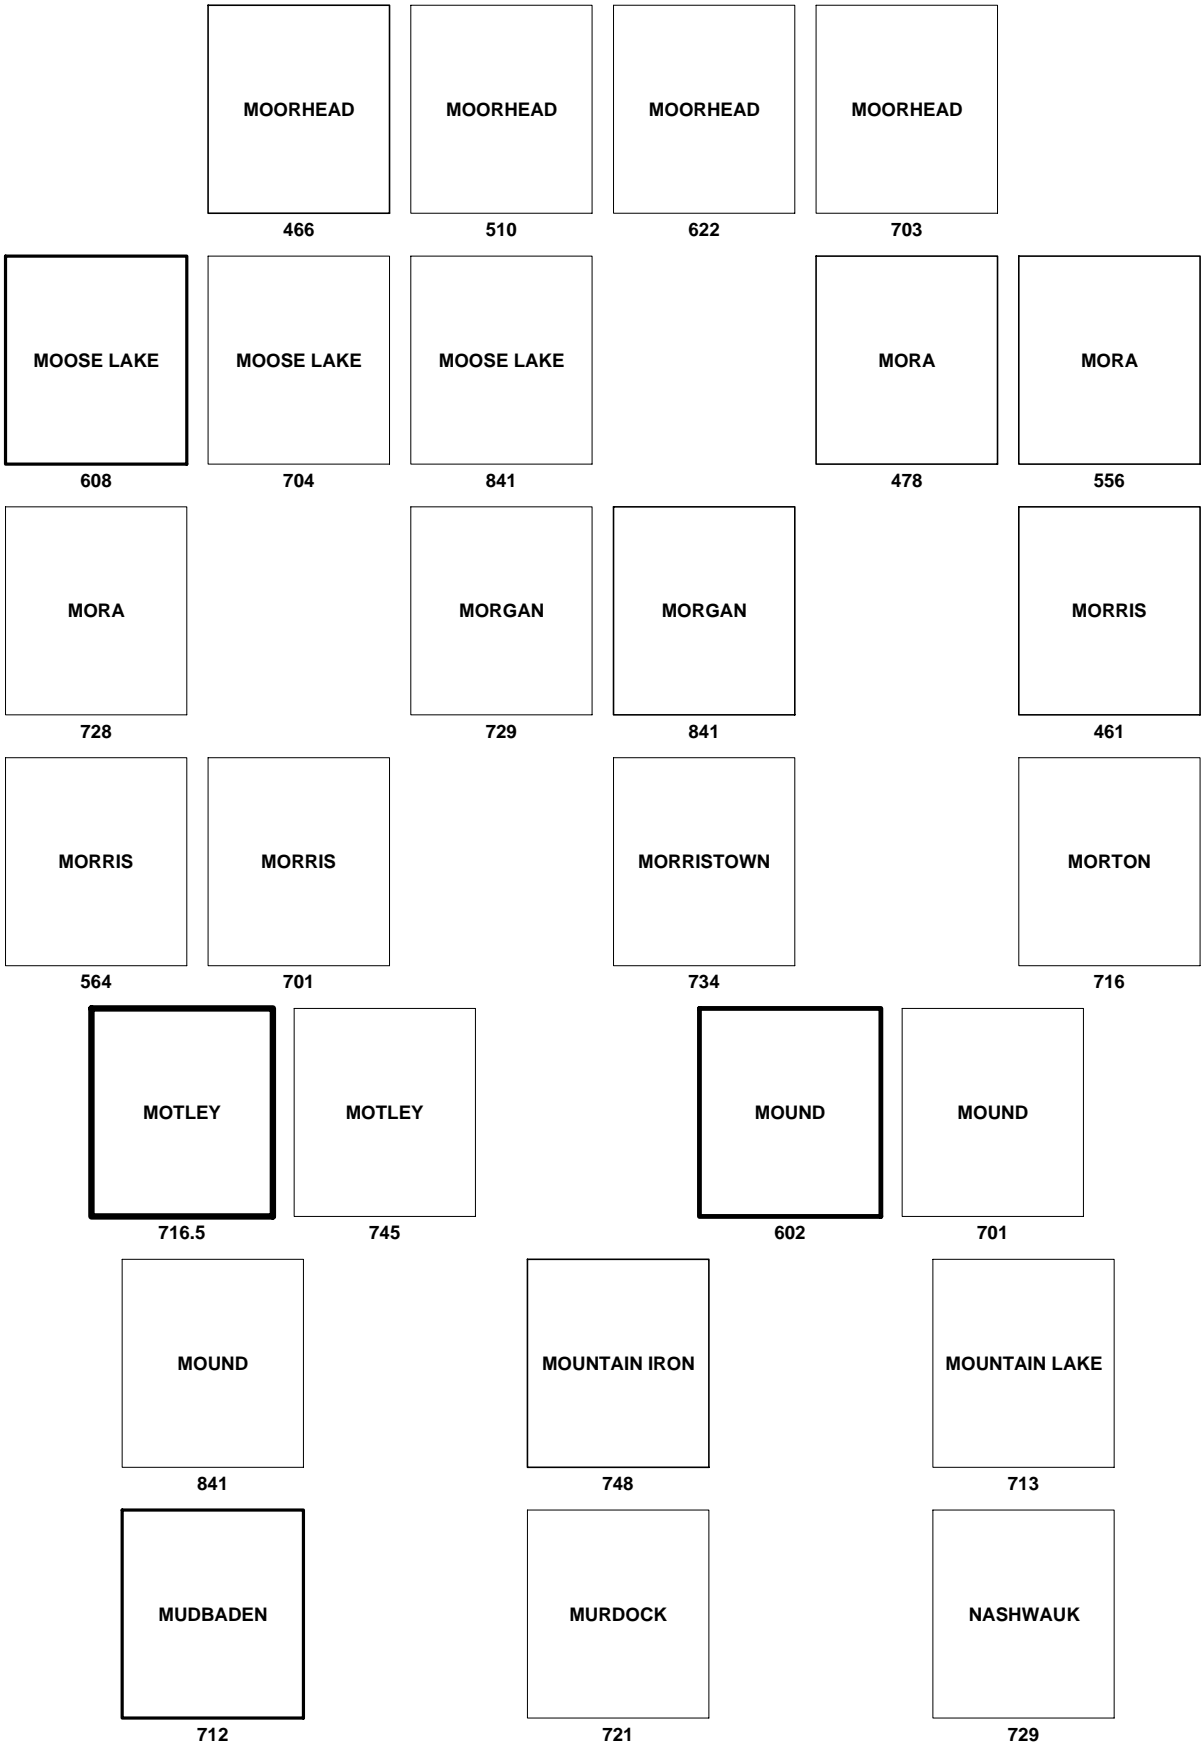 MOORHEAD MOORHEAD MOORHEAD MOORHEAD
466 510 622 703
MOOSE LAKE MOOSE LAKE MOOSE LAKE MORA MORA
608 704 841 478 556
MORA MORGAN MORGAN MORRIS
728 729 841 461
MORRIS MORRIS MORRISTOWN MORTON
564 701 734 716
MOTLEY MOTLEY MOUND MOUND
716.5 745 602 701
MOUND MOUNTAIN IRON MOUNTAIN LAKE
841 748 713
MUDBADEN MURDOCK NASHWAUK
712 721 729